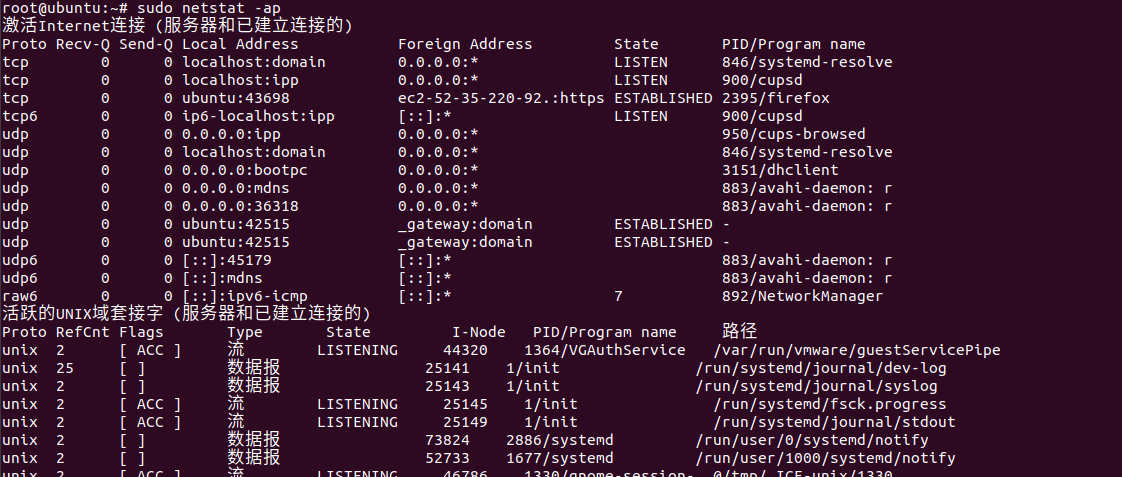 root@ubuntu:~# sudo netstat -ap
激活Internet连接 (服务器和已建立连接的)
Proto Recv-Q Send-Q Local Address           Foreign Address         State       PID/Program name
tcp        0      0 localhost:domain        0.0.0.0:*               LISTEN      846/systemd-resolve
tcp        0      0 localhost:ipp           0.0.0.0:*               LISTEN      900/cupsd
tcp        0      0 ubuntu:43698            ec2-52-35-220-92.:https ESTABLISHED 2395/firefox
tcp6       0      0 ip6-localhost:ipp       [::]:*                  LISTEN      900/cupsd
udp        0      0 0.0.0.0:ipp             0.0.0.0:*                           950/cups-browsed
udp        0      0 localhost:domain        0.0.0.0:*                           846/systemd-resolve
udp        0      0 0.0.0.0:bootpc          0.0.0.0:*                           3151/dhclient
udp        0      0 0.0.0.0:mdns            0.0.0.0:*                           883/avahi-daemon: r
udp        0      0 0.0.0.0:36318           0.0.0.0:*                           883/avahi-daemon: r
udp        0      0 ubuntu:42515            _gateway:domain         ESTABLISHED -
udp        0      0 ubuntu:42515            _gateway:domain         ESTABLISHED -
udp6       0      0 [::]:45179              [::]:*                              883/avahi-daemon: r
udp6       0      0 [::]:mdns               [::]:*                              883/avahi-daemon: r
raw6       0      0 [::]:ipv6-icmp          [::]:*                  7           892/NetworkManager
活跃的UNIX域套接字 (服务器和已建立连接的)
Proto RefCnt Flags       Type       State         I-Node   PID/Program name     路径
unix  2      [ ACC ]     流        LISTENING     44320    1364/VGAuthService   /var/run/vmware/guestServicePipe
unix  25     [ ]         数据报                25141    1/init               /run/systemd/journal/dev-log
unix  2      [ ]         数据报                25143    1/init               /run/systemd/journal/syslog
unix  2      [ ACC ]     流        LISTENING     25145    1/init               /run/systemd/fsck.progress
unix  2      [ ACC ]     流        LISTENING     25149    1/init               /run/systemd/journal/stdout
unix  2      [ ]         数据报                73824    2886/systemd         /run/user/0/systemd/notify
unix  2      [ ]         数据报                52733    1677/systemd         /run/user/1000/systemd/notify
unix  2      [ ACC ]     流        LISTENING     46786    1330/gnome-session-  @/tmp/.ICE-unix/1330